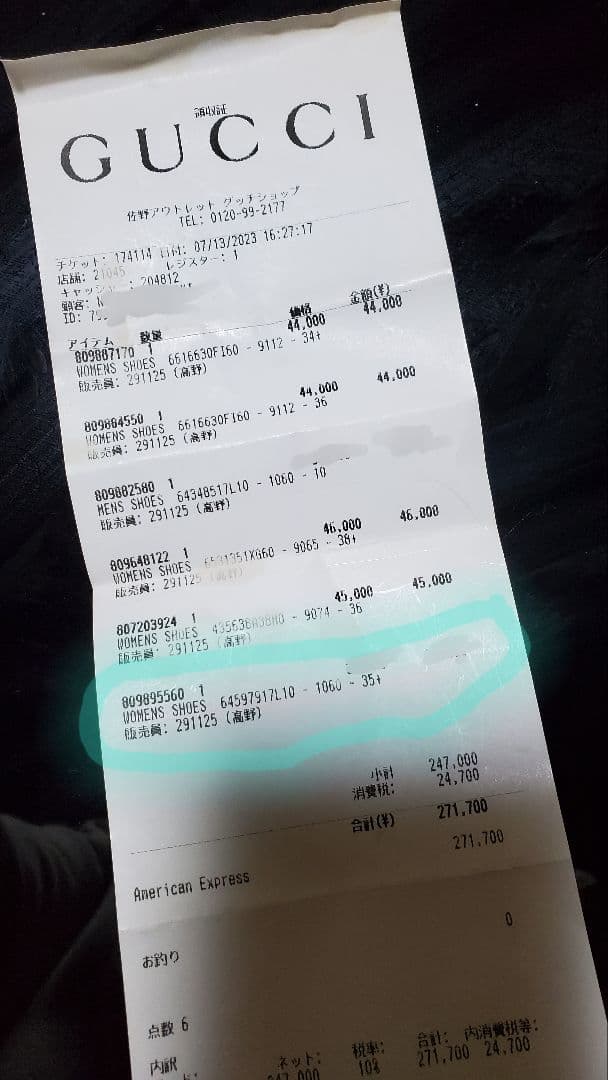 領収証
GUCCI
佐野アウトレット グッチショップ
TEL: 0120-99-2177
チケット: 174114 日付: 07/13/2023 16:27:17
店舗: 21045 レジスター: 1
キャッシャ : 204812
顧客: N
ID: 7
アイテム 数量 価格 金額(¥)
809887170 1 44,000 44,000
WOMENS SHOES 6616630FI60 - 9112 - 34+
販売員: 291125 (高野)
809884550 1 44,000 44,000
WOMENS SHOES 6616630FI60 - 9112 - 36
販売員: 291125 (高野)
809882580 1
MENS SHOES 64348517L10 - 1060 - 10
販売員: 291125 (高野)
809648122 1 46,000 46,000
WOMENS SHOES - 9065 - 38+
販売員: 291125 (高野)
807203924 1 45,000 45,000
WOMENS SHOES - 9074 - 36
販売員: 291125 (高野)
809895560 1
WOMENS SHOES 64597917L10 - 1060 - 35+
販売員: 291125 (高野)
小計 247,000
消費税: 24,700
合計(¥) 271,700
271,700
American Express
0
お釣り
点数 6
内訳 ネット: 税率: 合計: 内消費税等:
10% 271,700 24,700